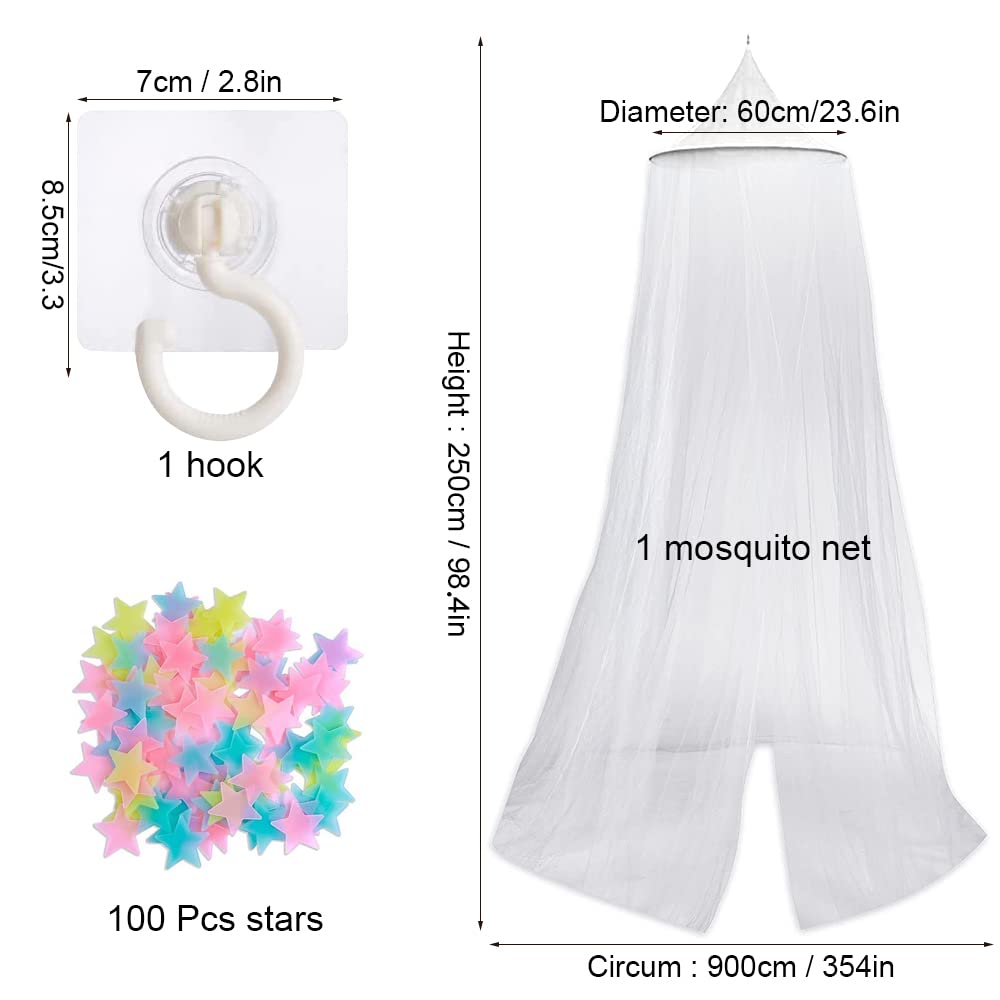 7cm / 2.8in
8.5cm/3.3
1 hook
100 Pcs stars
Diameter: 60cm/23.6in
Height : 250cm / 98.4in
1 mosquito net
Circum : 900cm / 354in